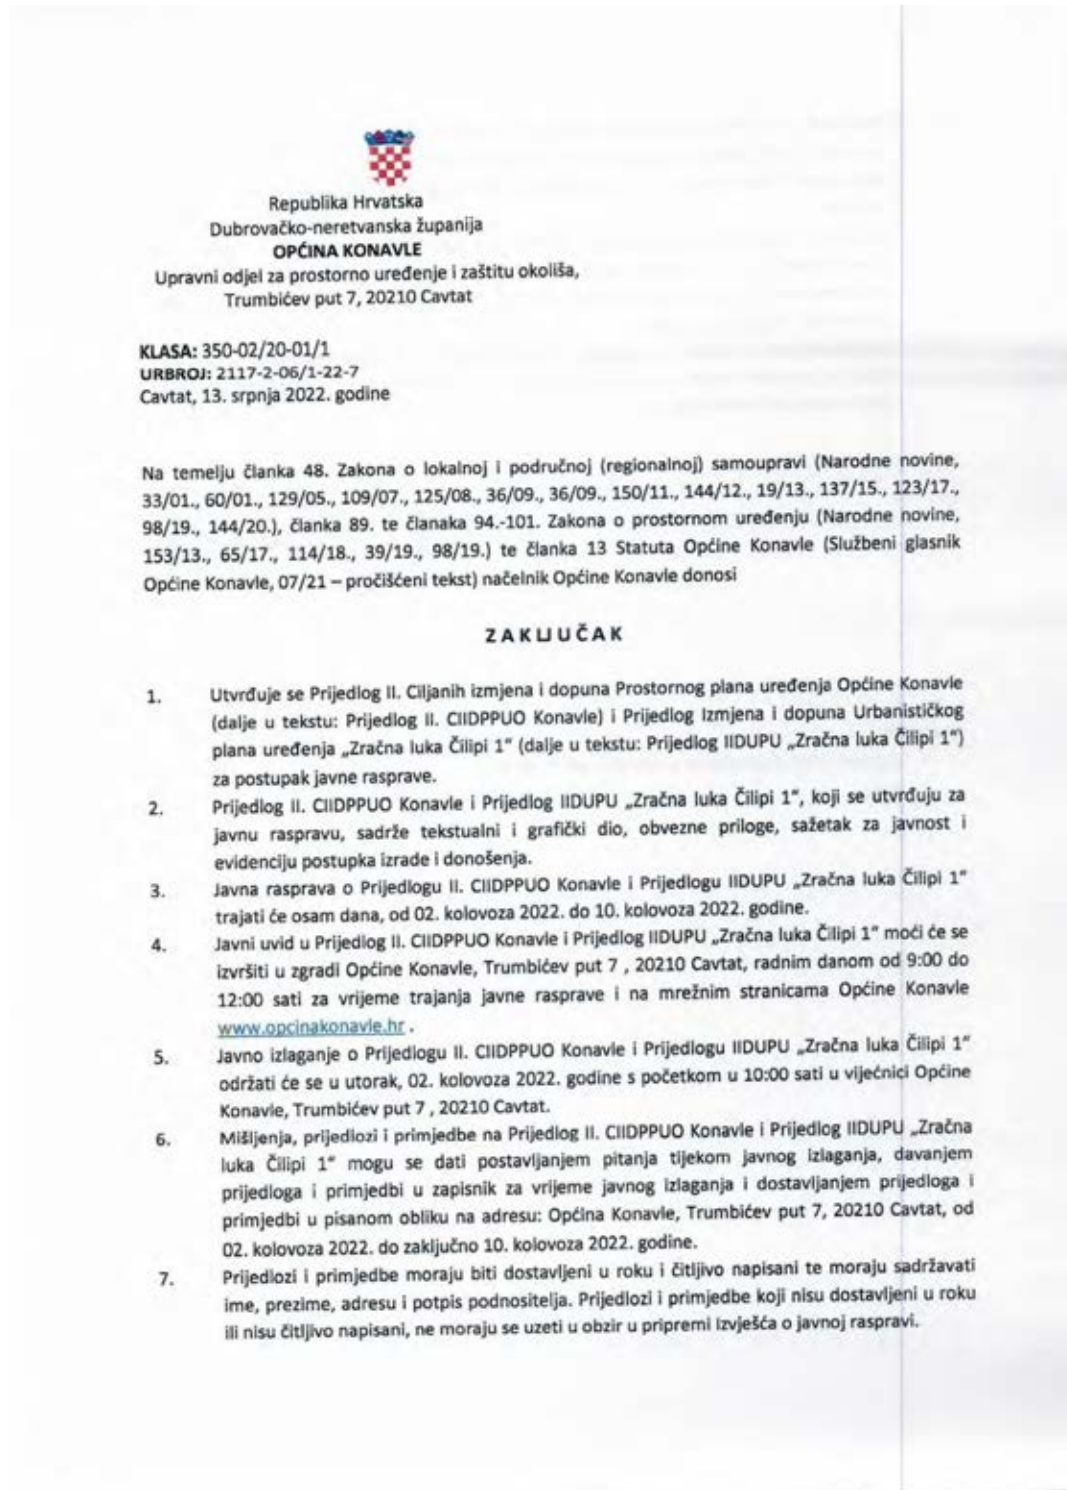 Republika Hrvatska
Dubrovačko-neretvanska županija
OPĆINA KONAVLE
Upravni odjel za prostorno uređenje i zaštitu okoliša,
Trumbićev put 7, 20210 Cavtat
KLASA: 350-02/20-01/1
URBROJ: 2117-2-06/1-22-7
Cavtat, 13. srpnja 2022. godine
Na temelju članka 48. Zakona o lokalnoj i područnoj (regionalnoj) samoupravi (Narodne novine,
33/01., 60/01., 129/05., 109/07., 125/08., 36/09., 36/09., 150/11., 144/12., 19/13., 137/15., 123/17.,
98/19., 144/20.), članka 89. te članaka 94.-101. Zakona o prostornom uređenju (Narodne novine,
153/13., 65/17., 114/18., 39/19., 98/19.) te članka 13 Statuta Općine Konavle (Službeni glasnik
Općine Konavle, 07/21 – pročišćeni tekst) načelnik Općine Konavle donosi
Z A K LJ U Č A K
1. Utvrđuje se Prijedlog II. Ciljanih izmjena i dopuna Prostornog plana uređenja Općine Konavle
(dalje u tekstu: Prijedlog II. CIIDPPUO Konavle) i Prijedlog Izmjena i dopuna Urbanističkog
plana uređenja „Zračna luka Čilipi 1“ (dalje u tekstu: Prijedlog IIDUPU „Zračna luka Čilipi 1“)
za postupak javne rasprave.
2. Prijedlog II. CIIDPPUO Konavle i Prijedlog IIDUPU „Zračna luka Čilipi 1“, koji se utvrđuju za
javnu raspravu, sadrže tekstualni i grafički dio, obvezne priloge, sažetak za javnost i
evidenciju postupka izrade i donošenja.
3. Javna rasprava o Prijedlogu II. CIIDPPUO Konavle i Prijedlogu IIDUPU „Zračna luka Čilipi 1“
trajati će osam dana, od 02. kolovoza 2022. do 10. kolovoza 2022. godine.
4. Javni uvid u Prijedlog II. CIIDPPUO Konavle i Prijedlog IIDUPU „Zračna luka Čilipi 1“ moći će se
izvršiti u zgradi Općine Konavle, Trumbićev put 7 , 20210 Cavtat, radnim danom od 9:00 do
12:00 sati za vrijeme trajanja javne rasprave i na mrežnim stranicama Općine Konavle
www.opcinakonavle.hr .
5. Javno izlaganje o Prijedlogu II. CIIDPPUO Konavle i Prijedlogu IIDUPU „Zračna luka Čilipi 1“
održati će se u utorak, 02. kolovoza 2022. godine s početkom u 10:00 sati u vijećnici Općine
Konavle, Trumbićev put 7 , 20210 Cavtat.
6. Mišljenja, prijedlozi i primjedbe na Prijedlog II. CIIDPPUO Konavle i Prijedlog IIDUPU „Zračna
luka Čilipi 1“ mogu se dati postavljanjem pitanja tijekom javnog izlaganja, davanjem
prijedloga i primjedbi u zapisnik za vrijeme javnog izlaganja i dostavljanjem prijedloga i
primjedbi u pisanom obliku na adresu: Općina Konavle, Trumbićev put 7, 20210 Cavtat, od
02. kolovoza 2022. do zaključno 10. kolovoza 2022. godine.
7. Prijedlozi i primjedbe moraju biti dostavljeni u roku i čitljivo napisani te moraju sadržavati
ime, prezime, adresu i potpis podnositelja. Prijedlozi i primjedbe koji nisu dostavljeni u roku
ili nisu čitljivo napisani, ne moraju se uzeti u obzir u pripremi Izvješća o javnoj raspravi.